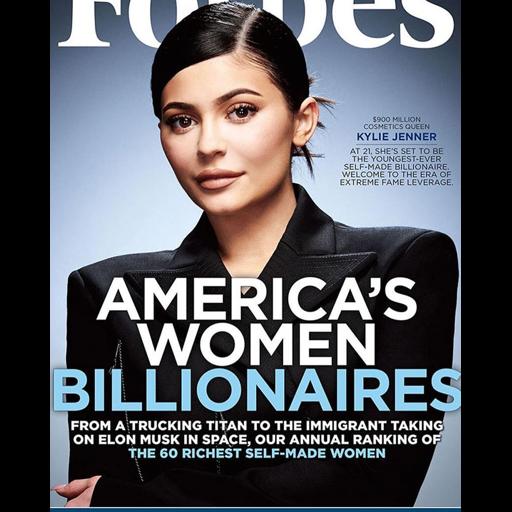 Forbes
$900 MILLION
COSMETICS QUEEN
KYLIE JENNER
AT 21, SHE'S SET TO BE
THE YOUNGEST-EVER
SELF-MADE BILLIONAIRE.
WELCOME TO THE ERA OF
EXTREME FAME LEVERAGE.
AMERICA'S
WOMEN
BILLIONAIRES
FROM A TRUCKING TITAN TO THE IMMIGRANT TAKING
ON ELON MUSK IN SPACE, OUR ANNUAL RANKING OF
THE 60 RICHEST SELF-MADE WOMEN